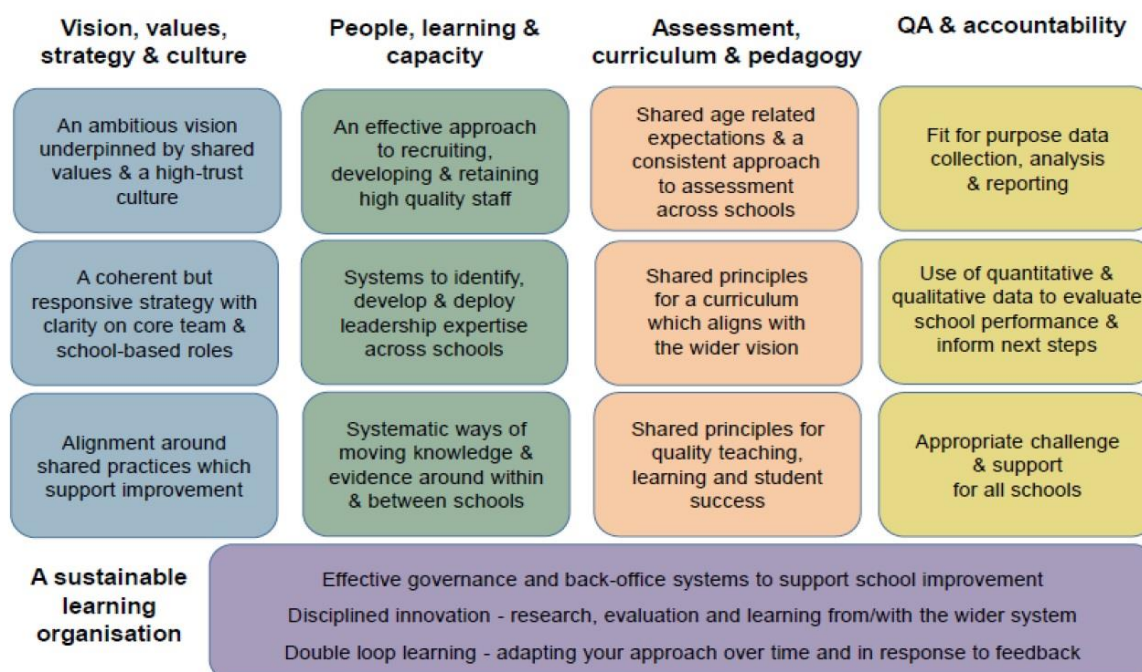 Vision, values,
strategy & culture
People, learning &
capacity
Assessment,
curriculum & pedagogy
QA & accountability
An ambitious vision
underpinned by shared
values & a high-trust
culture
An effective approach
to recruiting,
developing & retaining
high quality staff
Shared age related
expectations & a
consistent approach
to assessment
across schools
Fit for purpose data
collection, analysis
& reporting
A coherent but
responsive strategy with
clarity on core team &
school-based roles
Systems to identify,
develop & deploy
leadership expertise
across schools
Shared principles
for a curriculum
which aligns with
the wider vision
Use of quantitative &
qualitative data to evaluate
school performance &
inform next steps
Alignment around
shared practices which
support improvement
Systematic ways of
moving knowledge &
evidence around within
& between schools
Shared principles for
quality teaching,
learning and student
success
Appropriate challenge
& support
for all schools
A sustainable
learning
organisation
Effective governance and back-office systems to support school improvement
Disciplined innovation - research, evaluation and learning from/with the wider system
Double loop learning - adapting your approach over time and in response to feedback